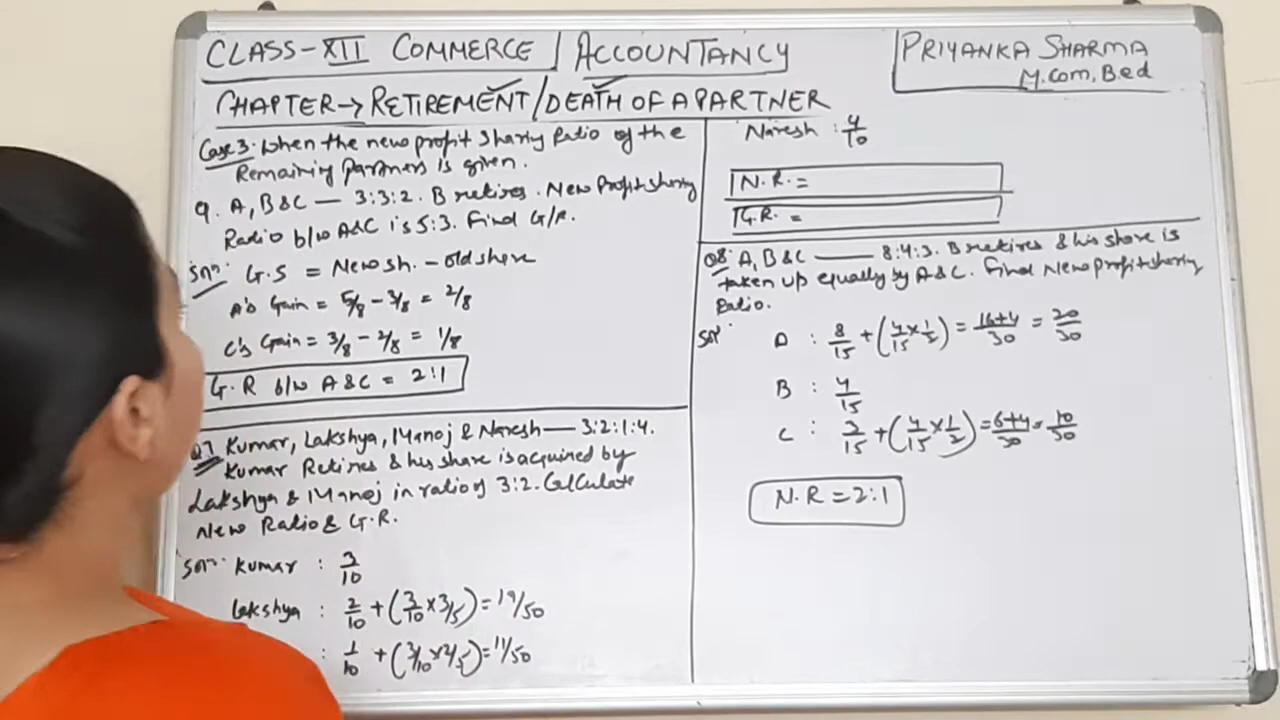 CLASS-XII COMMERCE / ACCOUNTANCY
PRIYANKA SHARMA
M.Com, B.ed
CHAPTER → RETIREMENT / DEATH OF A PARTNER
Case 3. When the new profit sharing Ratio of the
Remaining partners is given.
Q. A, B & C — 3:3:2. B retires. New Profit sharing
Ratio b/w A&C is 5:3. Find G/R.
Solⁿ: G.S = New sh. - old share
A's Gain = 5/8 - 3/8 = 2/8
C's Gain = 3/8 - 2/8 = 1/8
G.R b/w A & C = 2:1
Q7 Kumar, Lakshya, Manoj & Naresh — 3:2:1:4.
Kumar Retires & his share is acquired by
Lakshya & Manoj in ratio of 3:2. Calculate
New Ratio & G.R.
Solⁿ: Kumar : 3/10
Lakshya : 2/10 + (3/10 × 3/5) = 19/50
: 1/10 + (3/10 × 2/5) = 11/50
Naresh : 4/10
N.R. =
G.R. =
Q8. A, B & C — 8:4:3. B retires & his share is
taken up equally by A & C. Find New profit sharing
Ratio.
Solⁿ: A : 8/15 + (4/15 × 1/2) = 16+4/30 = 20/30
B : 4/15
C : 3/15 + (4/15 × 1/2) = 6+4/30 = 10/30
N.R = 2:1